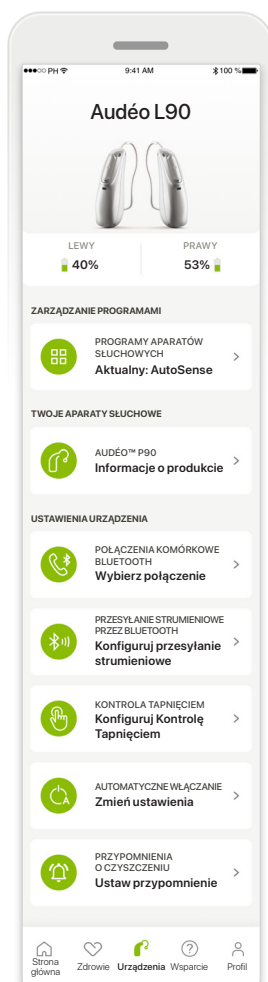 PH 9:41 AM 100 %
Audéo L90
LEWY PRAWY
40% 53%
ZARZĄDZANIE PROGRAMAMI
PROGRAMY APARATÓW
SŁUCHOWYCH
Aktualny: AutoSense
TWOJE APARATY SŁUCHOWE
AUDÉO™ P90
Informacje o produkcie
USTAWIENIA URZĄDZENIA
POŁĄCZENIA KOMÓRKOWE
BLUETOOTH
Wybierz połączenie
PRZESYŁANIE STRUMIENIOWE
PRZEZ BLUETOOTH
Konfiguruj przesyłanie
strumieniowe
KONTROLA TAPNIĘCIEM
Konfiguruj Kontrolę
Tapnięciem
AUTOMATYCZNE WŁĄCZANIE
Zmień ustawienia
PRZYPOMNIENIA
O CZYSZCZENIU
Ustaw przypomnienie
Strona
główna Zdrowie Urządzenia Wsparcie Profil